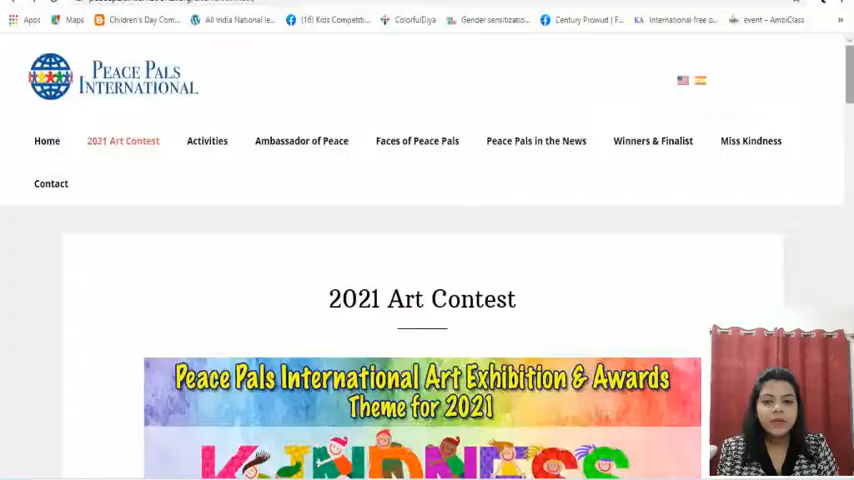 Apps Maps Children's Day Com... All India National le... (16) Kids Competiti... ColorfulDiya Gender sensitizatio... Century Prowud | F... International free o... event – AmbiClass »
PEACE PALS
INTERNATIONAL
Home 2021 Art Contest Activities Ambassador of Peace Faces of Peace Pals Peace Pals in the News Winners & Finalist Miss Kindness
Contact
2021 Art Contest
Peace Pals International Art Exhibition & Awards
Theme for 2021
KINDNESS